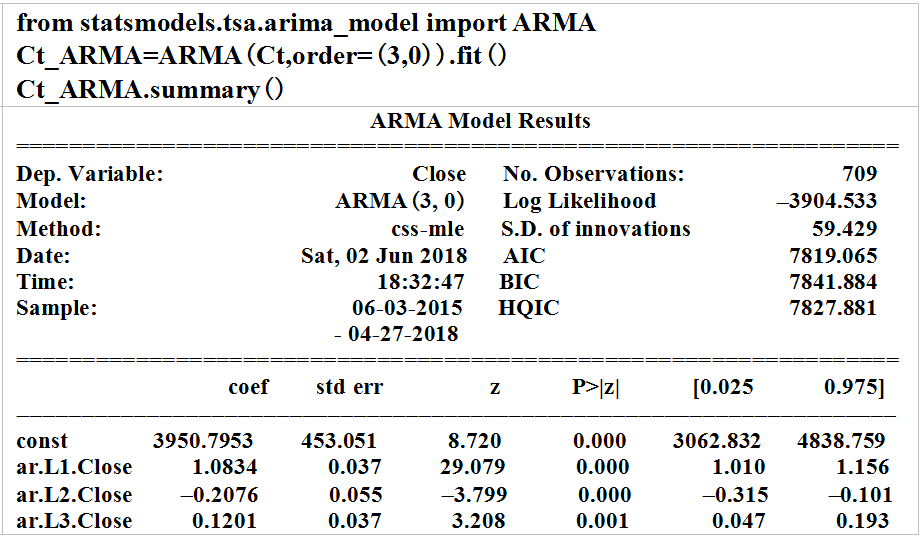 from statsmodels.tsa.arima_model import ARMA
Ct_ARMA=ARMA(Ct,order=(3,0)).fit()
Ct_ARMA.summary()
ARMA Model Results
==============================================================================
Dep. Variable: Close No. Observations: 709
Model: ARMA(3, 0) Log Likelihood –3904.533
Method: css-mle S.D. of innovations 59.429
Date: Sat, 02 Jun 2018 AIC 7819.065
Time: 18:32:47 BIC 7841.884
Sample: 06-03-2015 HQIC 7827.881
- 04-27-2018
==============================================================================
coef std err z P>|z| [0.025 0.975]
------------------------------------------------------------------------------
const 3950.7953 453.051 8.720 0.000 3062.832 4838.759
ar.L1.Close 1.0834 0.037 29.079 0.000 1.010 1.156
ar.L2.Close –0.2076 0.055 –3.799 0.000 –0.315 –0.101
ar.L3.Close 0.1201 0.037 3.208 0.001 0.047 0.193